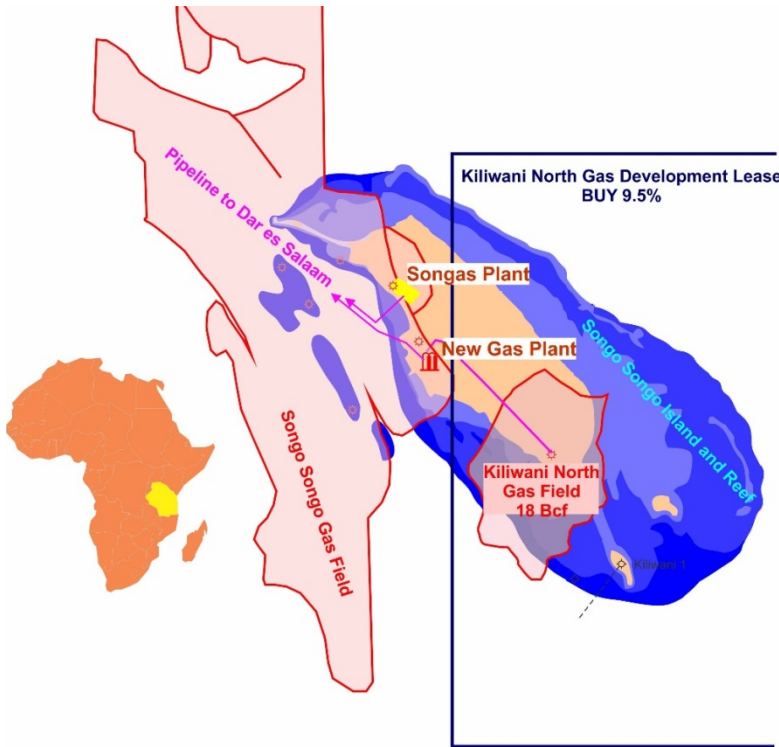 Kiliwani North Gas Development Lease
BUY 9.5%
Pipeline to Dar es Salaam
Songas Plant
New Gas Plant
Songo Songo Island and Reef
Songo Songo Gas Field
Kiliwani North
Gas Field
18 Bcf
Kiliwani 1